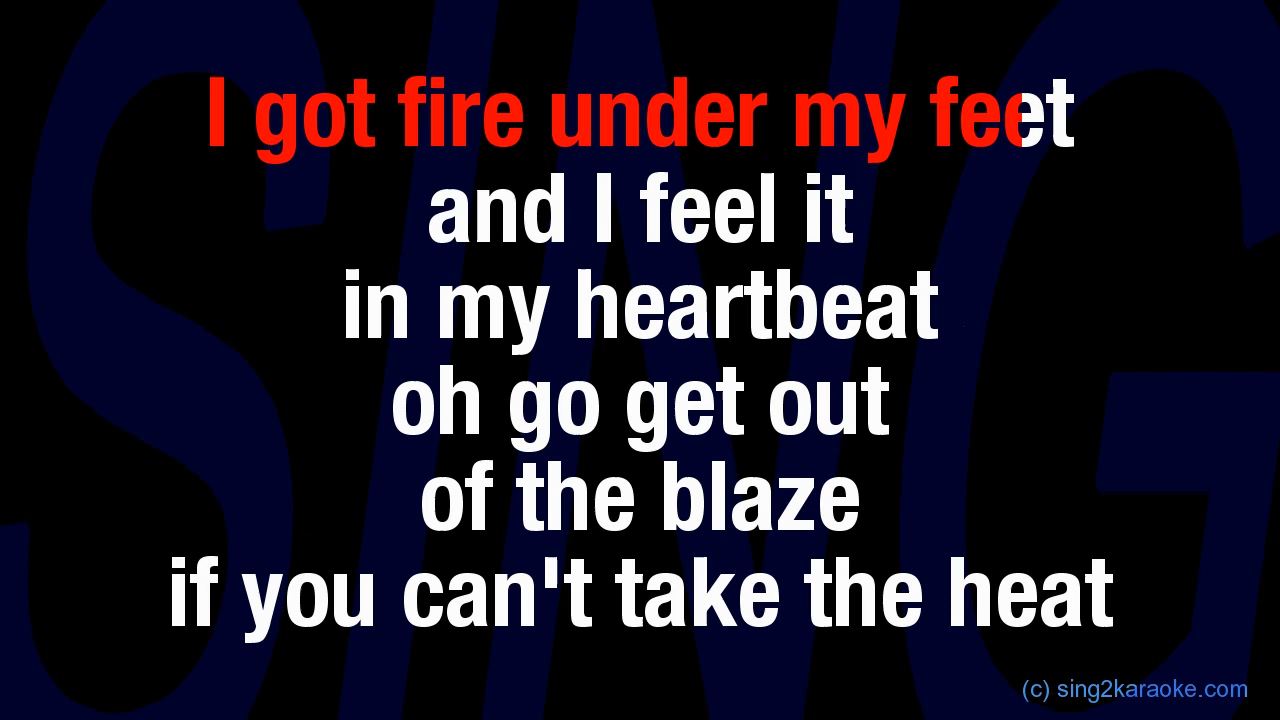 SING
I got fire under my feet
and I feel it
in my heartbeat
oh go get out
of the blaze
if you can't take the heat
(c) sing2karaoke.com